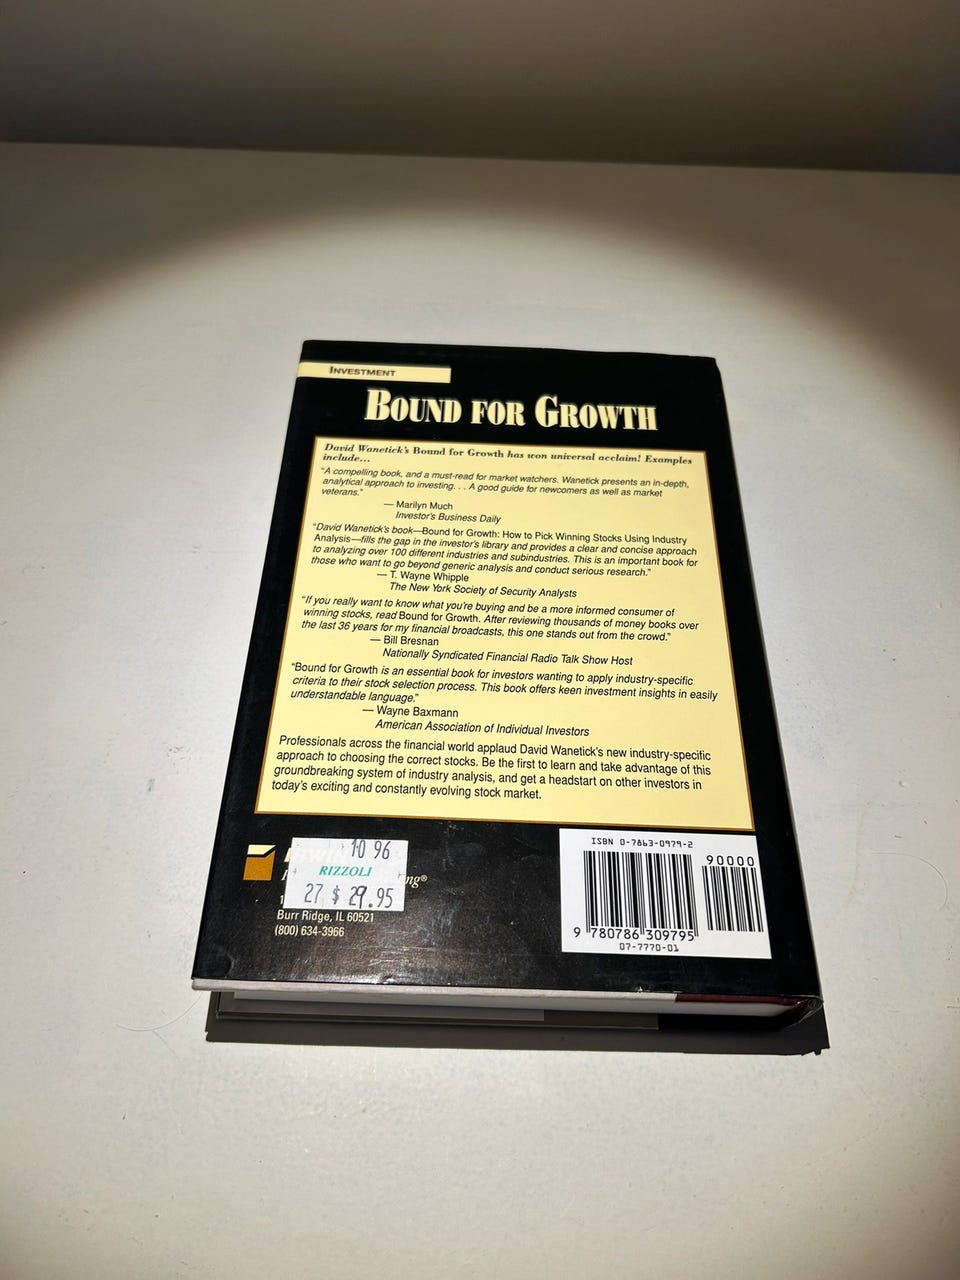 INVESTMENT
BOUND FOR GROWTH
David Wanetick's Bound for Growth has won universal acclaim! Examples
include...
"A compelling book, and a must-read for market watchers. Wanetick presents an in-depth,
analytical approach to investing. . . A good guide for newcomers as well as market
veterans."
— Marilyn Much
Investor's Business Daily
"David Wanetick's book—Bound for Growth: How to Pick Winning Stocks Using Industry
Analysis—fills the gap in the investor's library and provides a clear and concise approach
to analyzing over 100 different industries and subindustries. This is an important book for
those who want to go beyond generic analysis and conduct serious research."
— T. Wayne Whipple
The New York Society of Security Analysts
"If you really want to know what you're buying and be a more informed consumer of
winning stocks, read Bound for Growth. After reviewing thousands of money books over
the last 36 years for my financial broadcasts, this one stands out from the crowd."
— Bill Bresnan
Nationally Syndicated Financial Radio Talk Show Host
"Bound for Growth is an essential book for investors wanting to apply industry-specific
criteria to their stock selection process. This book offers keen investment insights in easily
understandable language."
— Wayne Baxmann
American Association of Individual Investors
Professionals across the financial world applaud David Wanetick's new industry-specific
approach to choosing the correct stocks. Be the first to learn and take advantage of this
groundbreaking system of industry analysis, and get a headstart on other investors in
today's exciting and constantly evolving stock market.
10 96
RIZZOLI
27 $ 29.95
Burr Ridge, IL 60521
(800) 634-3966
ISBN 0-7863-0979-2
90000
9 780786 309795
07-7770-01